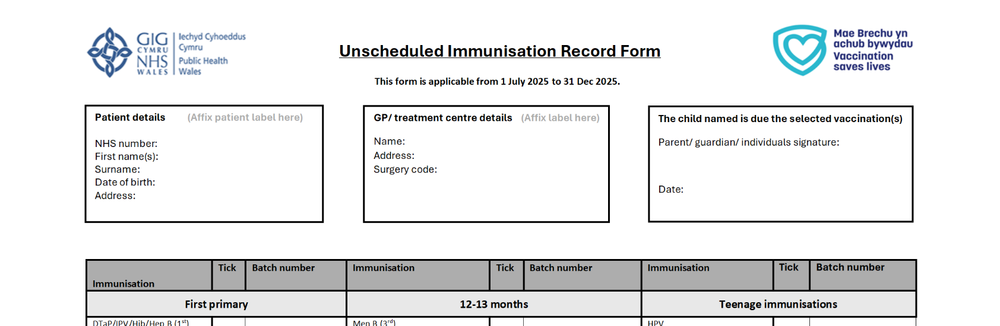 GIG
CYMRU
NHS
WALES
Iechyd Cyhoeddus
Cymru
Public Health
Wales
Unscheduled Immunisation Record Form
This form is applicable from 1 July 2025 to 31 Dec 2025.
Mae Brechu yn
achub bywydau
Vaccination
saves lives
Patient details (Affix patient label here)
NHS number:
First name(s):
Surname:
Date of birth:
Address:
GP/ treatment centre details (Affix label here)
Name:
Address:
Surgery code:
The child named is due the selected vaccination(s)
Parent/ guardian/ individuals signature:
Date:
Immunisation Tick Batch number Immunisation Tick Batch number Immunisation Tick Batch number
First primary 12-13 months Teenage immunisations
DTaP/IPV/Hib/Hep B (1st) Men B (3rd) HPV